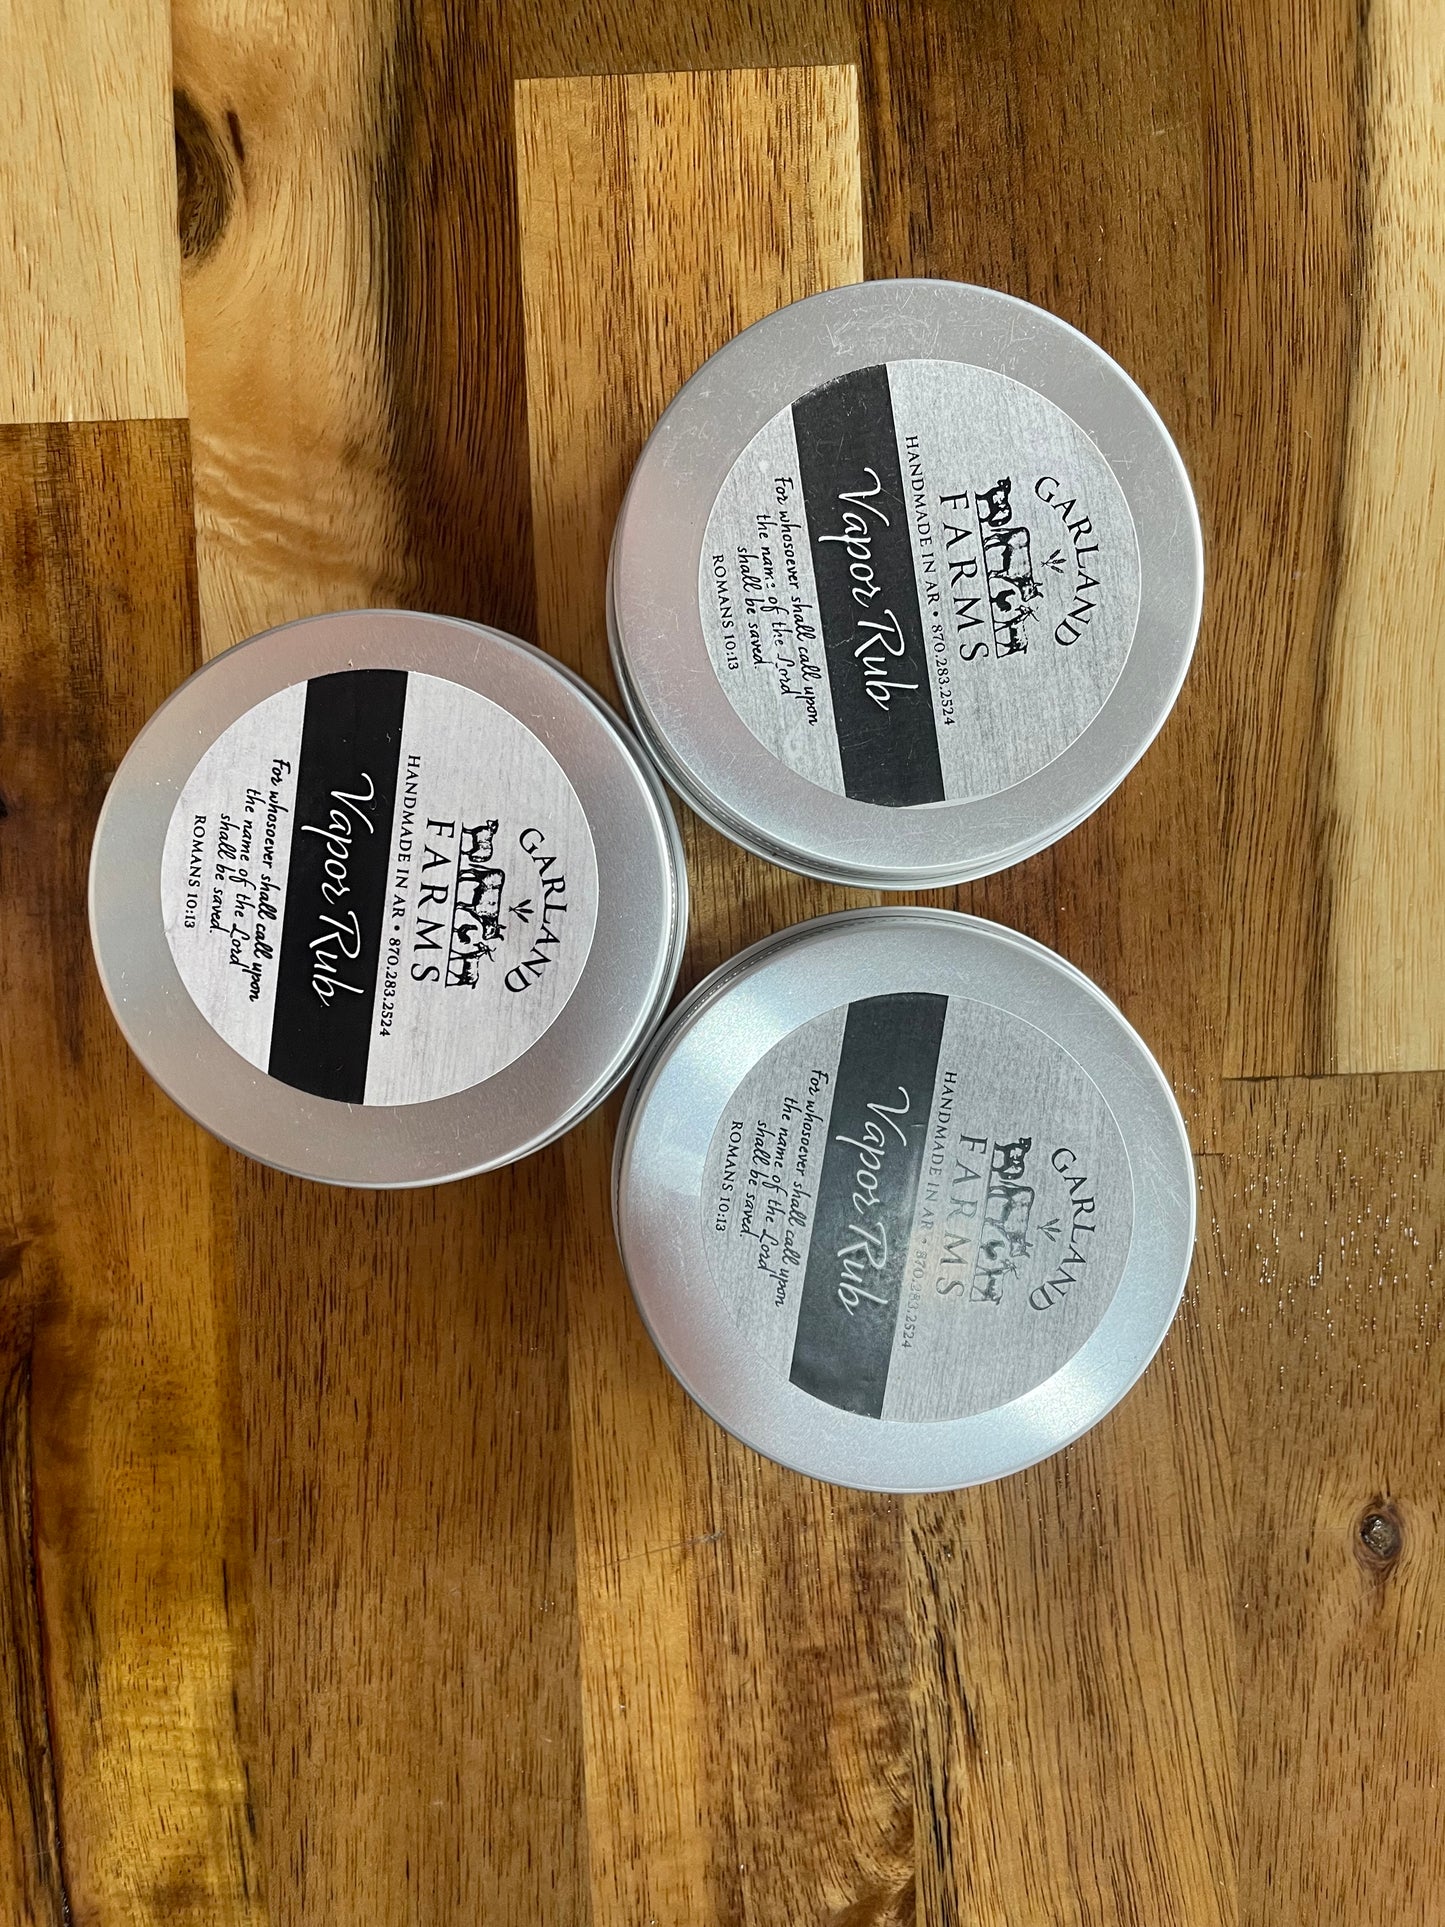 GARLAND
FARMS
HANDMADE IN AR • 870.283.2524
Vapor Rub
For whosoever shall call upon
the name of the Lord
shall be saved.
ROMANS 10:13
GARLAND
FARMS
HANDMADE IN AR • 870.283.2524
Vapor Rub
For whosoever shall call upon
the name of the Lord
shall be saved.
ROMANS 10:13
GARLAND
FARMS
HANDMADE IN AR • 870.283.2524
Vapor Rub
For whosoever shall call upon
the name of the Lord
shall be saved.
ROMANS 10:13